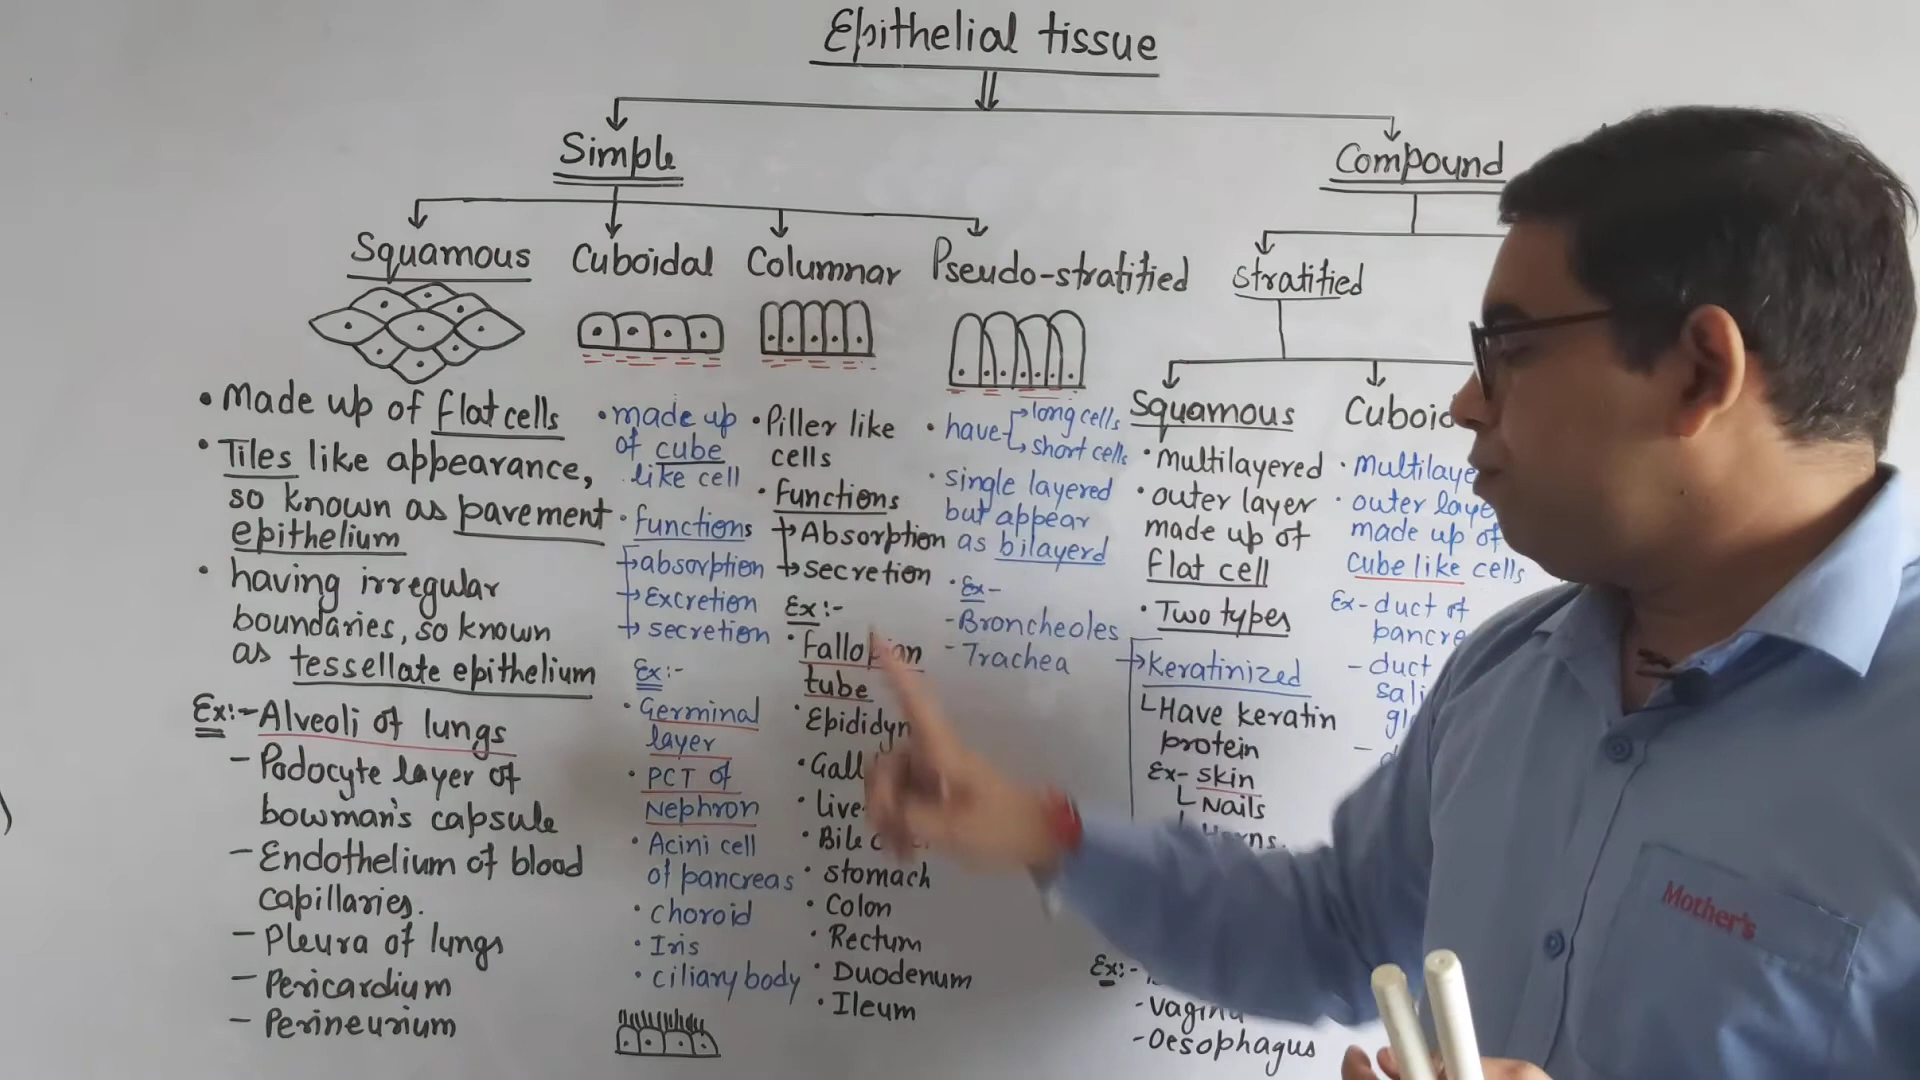 Epithelial tissue
Simple
Compound
Squamous
Cuboidal
Columnar
Pseudo-stratified
stratified
• Made up of flat cells
• Tiles like appearance,
so known as pavement
epithelium
• having irregular
boundaries, so known
as tessellate epithelium
Ex:- Alveoli of lungs
- Podocyte layer of
bowman's capsule
- Endothelium of blood
capillaries.
- Pleura of lungs
- Pericardium
- Perineurium
• made up
of cube
like cell
• functions
→ absorption
→ Excretion
→ secretion
Ex:-
• Germinal
layer
• PCT of
Nephron
• Acini cell
of pancreas
• choroid
• Iris
• ciliary body
• Piller like
cells
• functions
→ Absorption
→ secretion
Ex:-
• Fallopian
tube
• stomach
• Colon
• Rectum
• Duodenum
• Ileum
• have
→ long cells
→ short cells
• single layered
but appear
as bilayerd
• Ex-
- Broncheoles
- Trachea
Squamous
• multilayered
• outer layer
made up of
flat cell
• Two types
→ Keratinized
Have keratin
protein
Ex- skin
Nails
Ex:-
- Oesophagus
•
• outer
made up of
cube like cells
Ex- duct of
- duct
Mother's